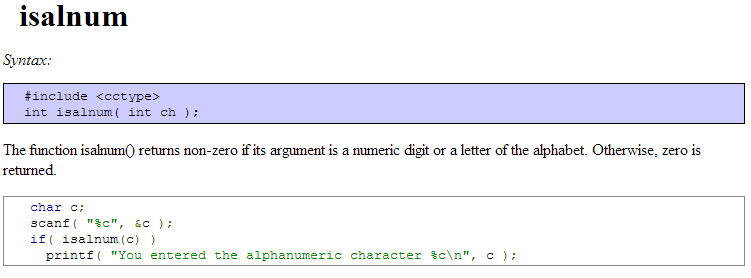 isalnum
Syntax:
#include <cctype>
int isalnum( int ch );
The function isalnum() returns non-zero if its argument is a numeric digit or a letter of the alphabet. Otherwise, zero is
returned.
char c;
scanf( "%c", &c );
if( isalnum(c) )
printf( "You entered the alphanumeric character %c\n", c );